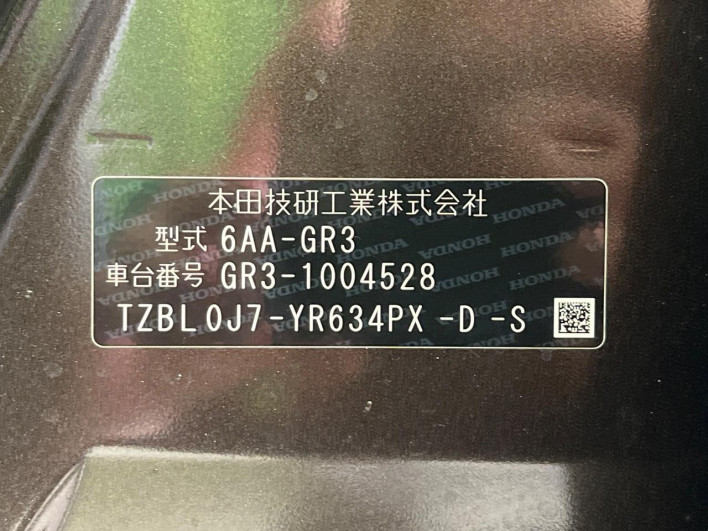 本田技研工業株式会社
型式 6AA-GR3
車台番号 GR3-1004528
TZBL0J7-YR634PX -D -S